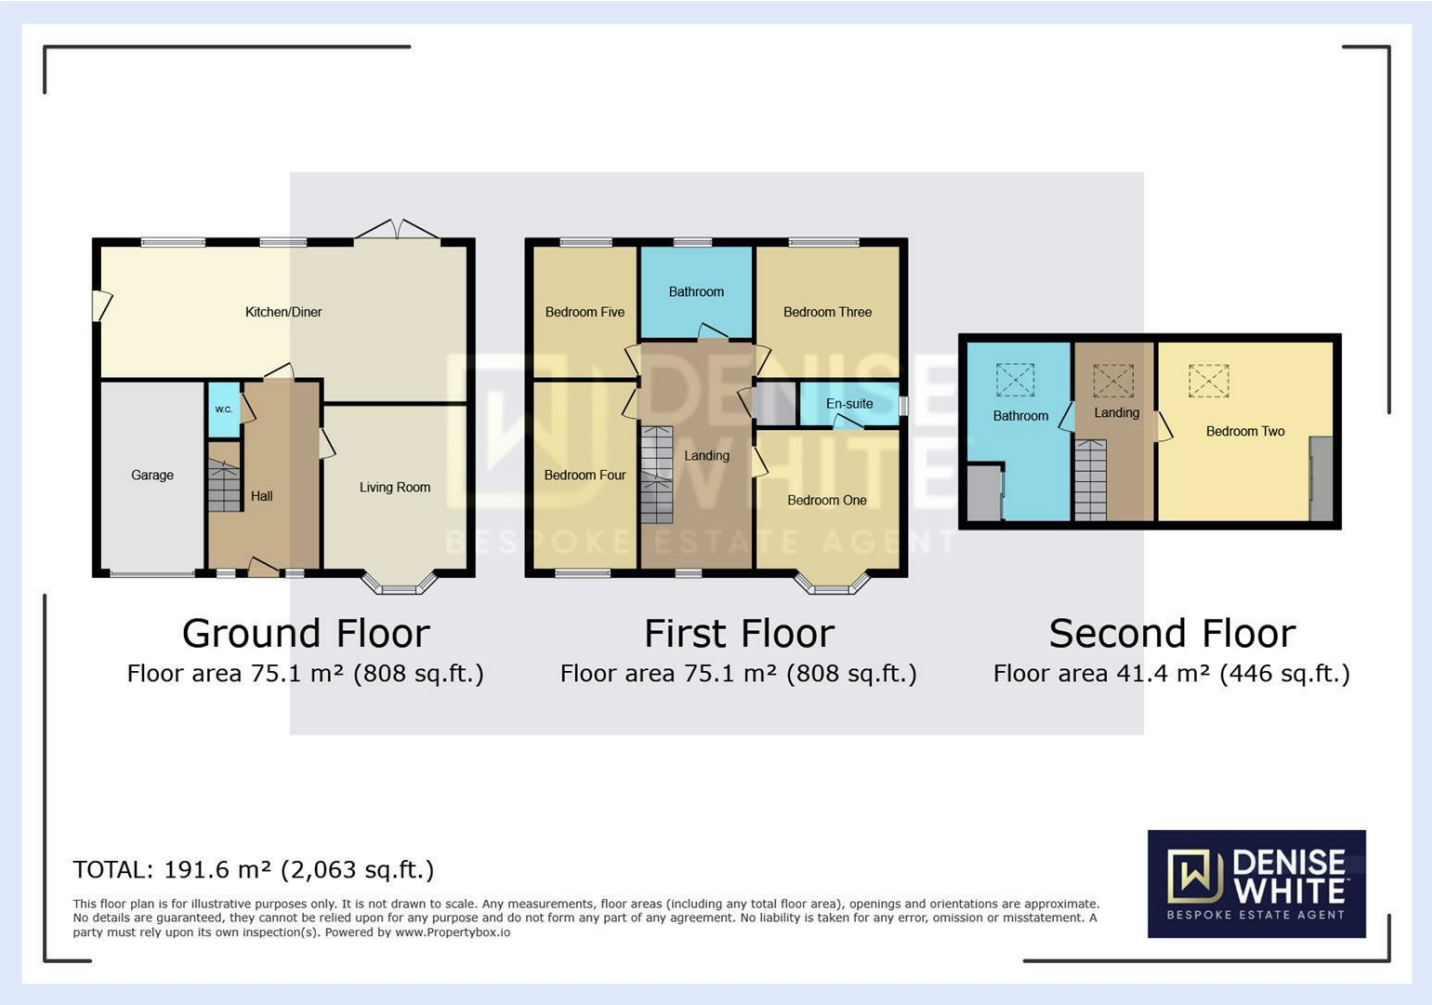 Kitchen/Diner
W.C.
Garage
Hall
Living Room
Bedroom Five
Bathroom
Bedroom Three
En-suite
Bedroom Four
Landing
Bedroom One
Bathroom
Landing
Bedroom Two
DENISE
WHITE
BESPOKE ESTATE AGENT
Ground Floor
Floor area 75.1 m² (808 sq.ft.)
First Floor
Floor area 75.1 m² (808 sq.ft.)
Second Floor
Floor area 41.4 m² (446 sq.ft.)
TOTAL: 191.6 m² (2,063 sq.ft.)
This floor plan is for illustrative purposes only. It is not drawn to scale. Any measurements, floor areas (including any total floor area), openings and orientations are approximate.
No details are guaranteed, they cannot be relied upon for any purpose and do not form any part of any agreement. No liability is taken for any error, omission or misstatement. A
party must rely upon its own inspection(s). Powered by www.Propertybox.io
DENISE
WHITE
BESPOKE ESTATE AGENT